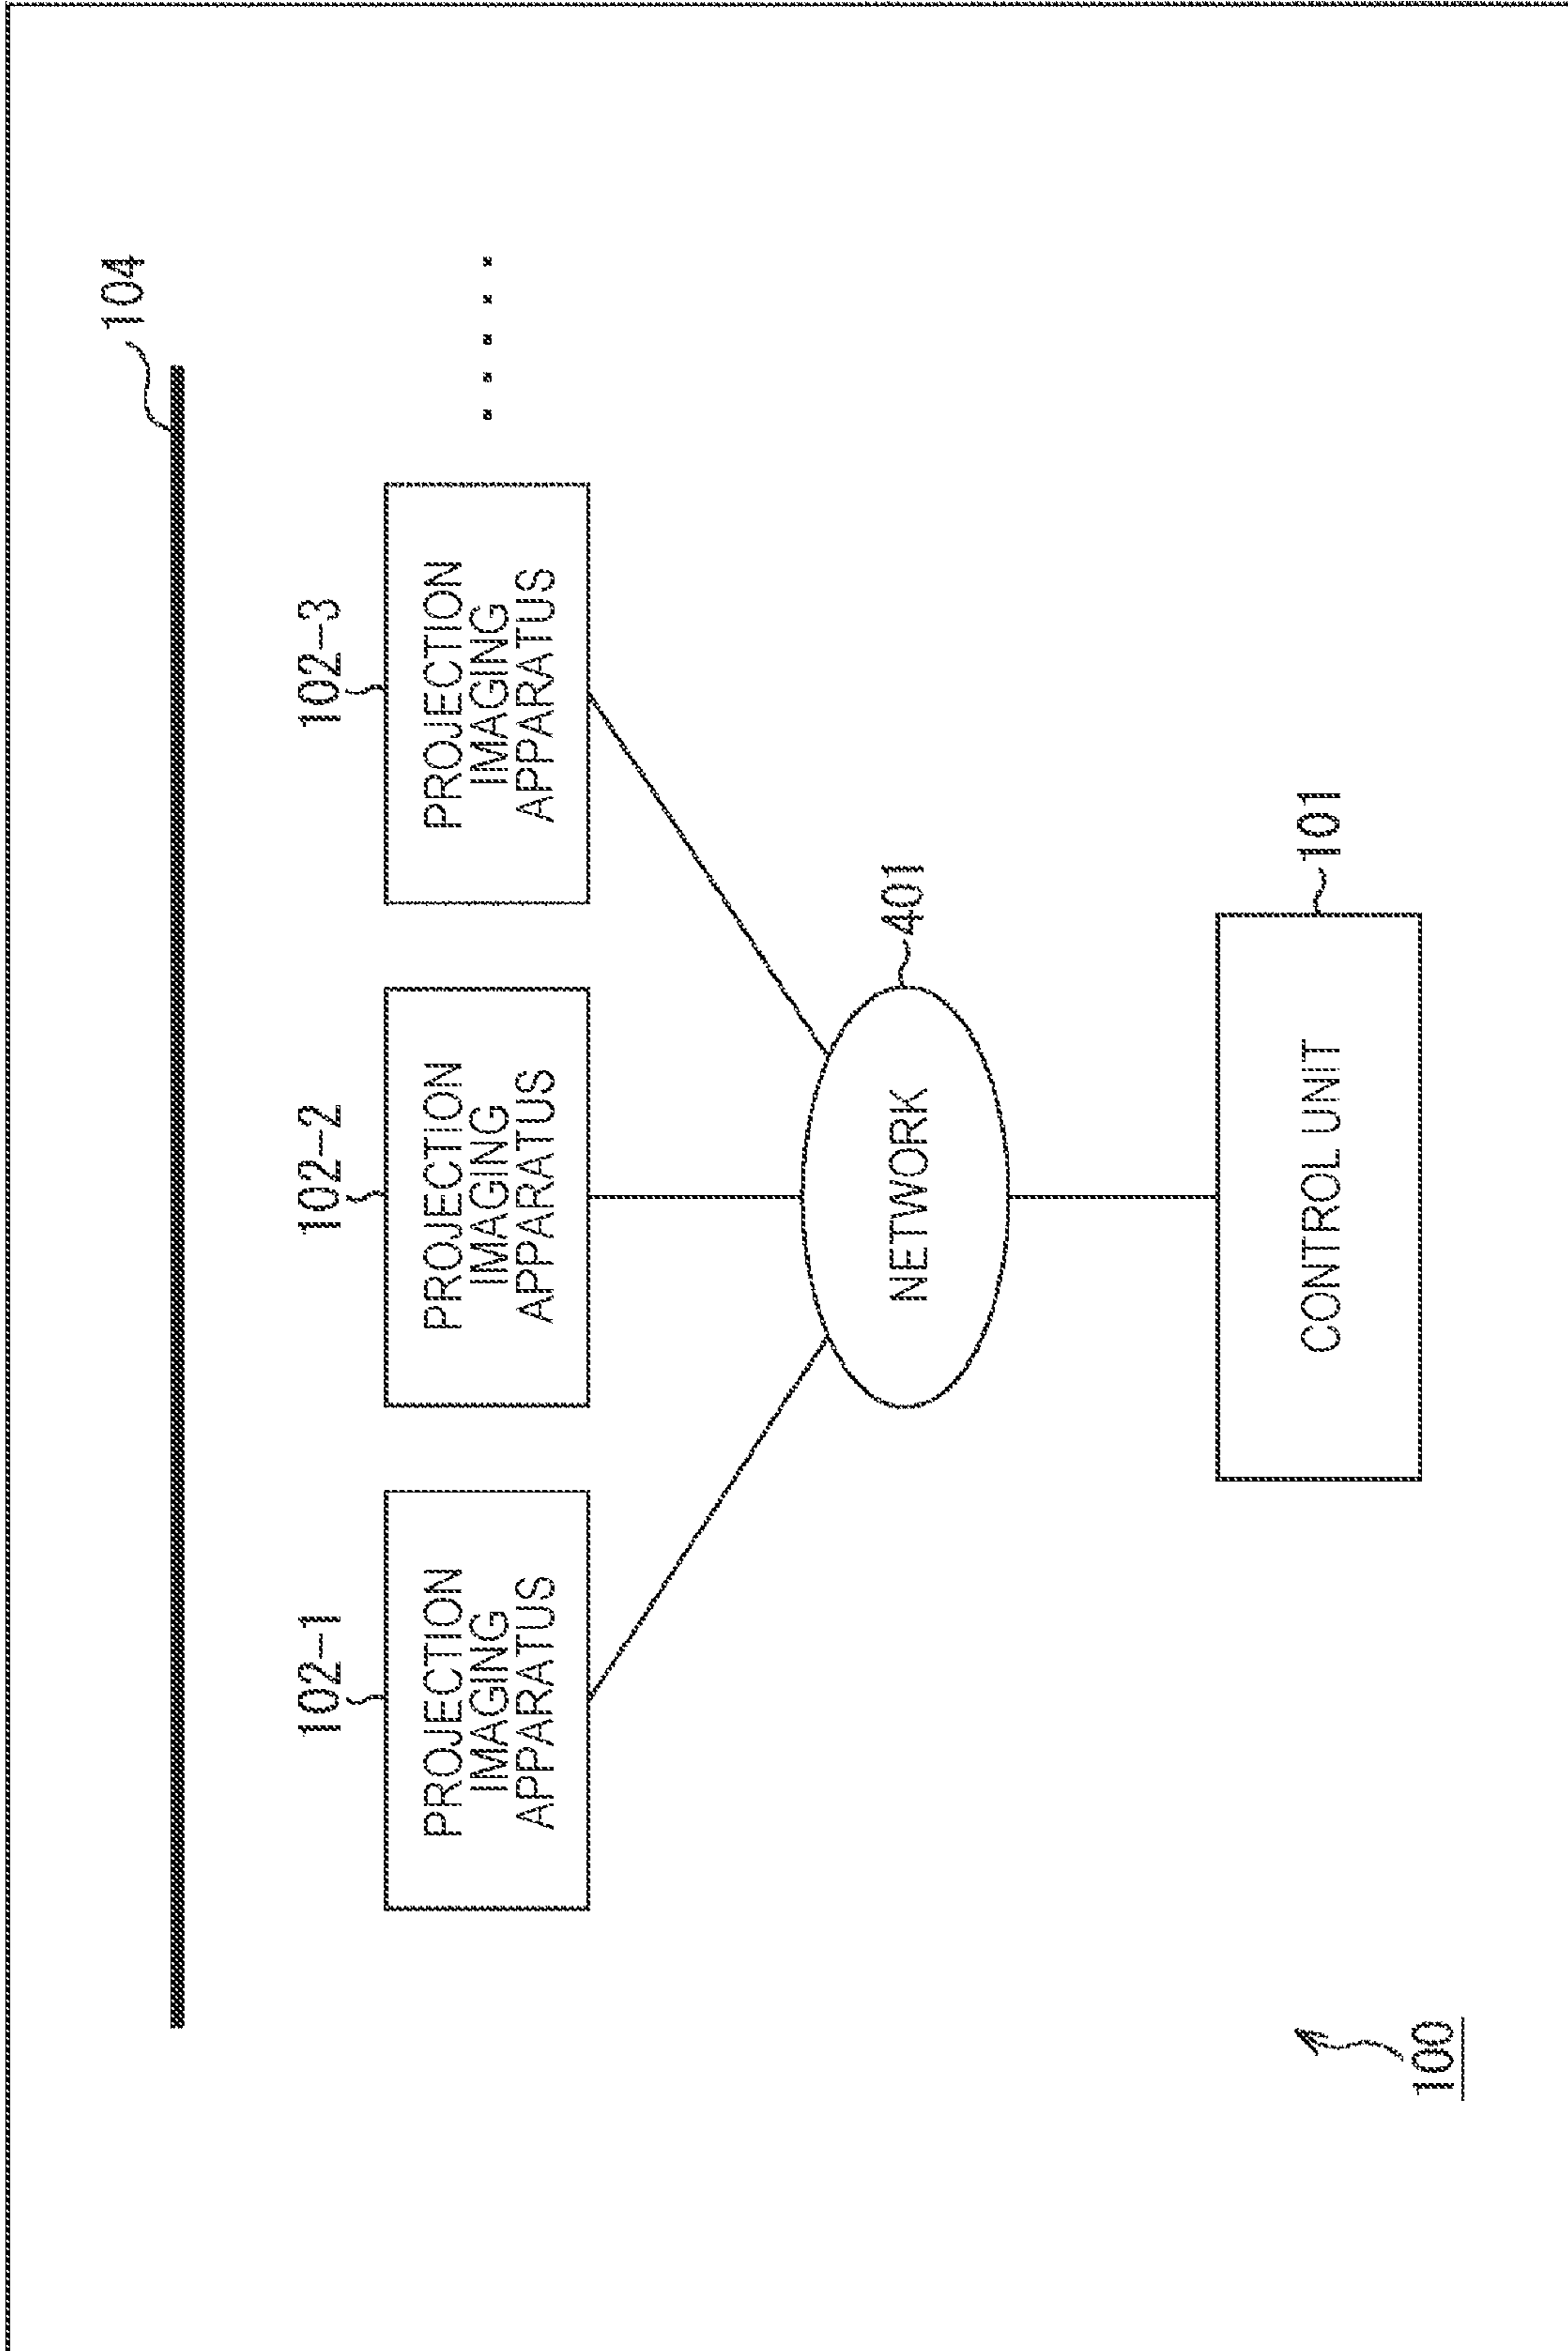 104
102-1
102-2
102-3
PROJECTION
IMAGING
APPARATUS
PROJECTION
IMAGING
APPARATUS
PROJECTION
IMAGING
APPARATUS
.....
401
NETWORK
101
CONTROL UNIT
100